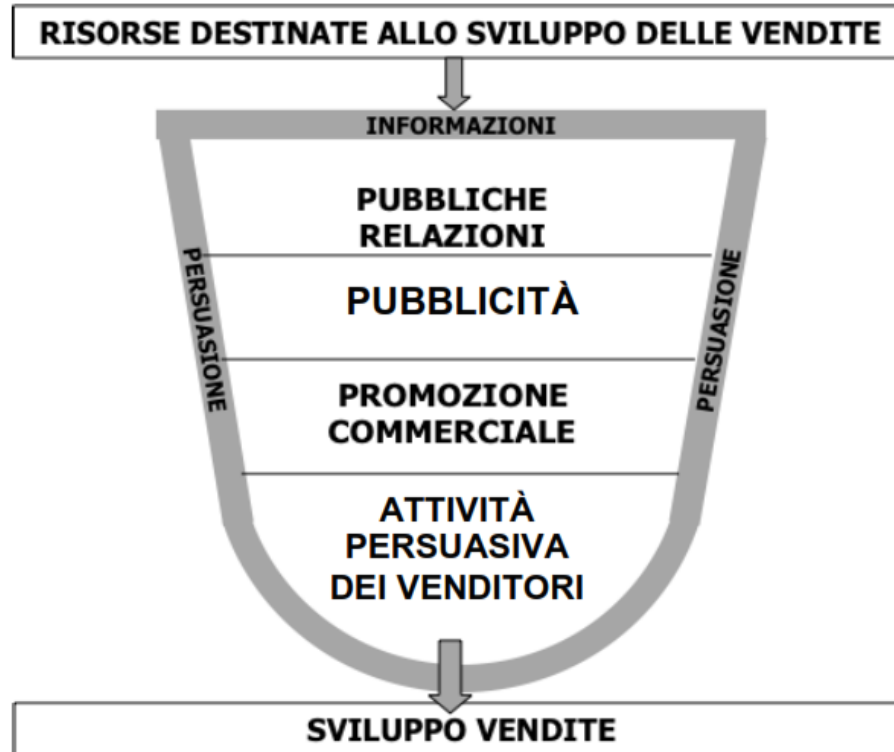 RISORSE DESTINATE ALLO SVILUPPO DELLE VENDITE
INFORMAZIONI
PUBBLICHE
RELAZIONI
PERSUASIONE
PERSUASIONE
PUBBLICITÀ
PROMOZIONE
COMMERCIALE
ATTIVITÀ
PERSUASIVA
DEI VENDITORI
SVILUPPO VENDITE